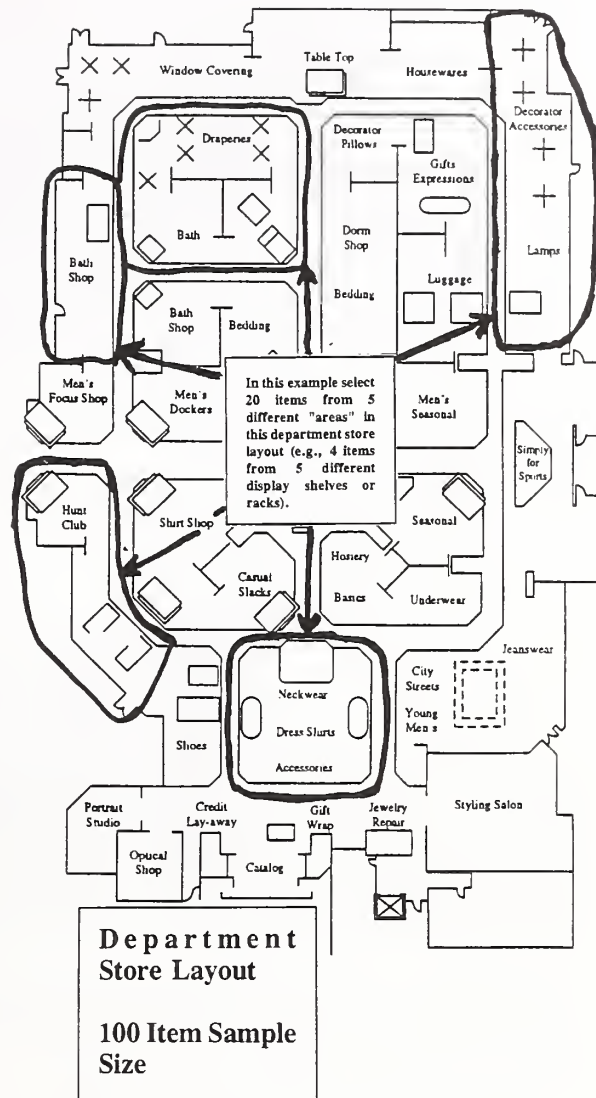 Table Top
Window Covering
Housewares
Draperies
Decorator
Pillows
Gifts
Expressions
Decorator
Accessories
Bath
Dorm
Shop
Bath
Shop
Lamps
Luggage
Bedding
Bath
Shop
Bedding
Men's
Focus Shop
Men's
Dockers
In this example select
20 items from 5
different "areas" in
this department store
layout (e.g., 4 items
from 5 different
display shelves or
racks).
Men's
Seasonal
Simply
for
Sports
Hunt
Club
Shirt Shop
Seasonal
Hosiery
Casual
Slacks
Basics
Underwear
Jeanswear
City
Streets
Young
Men's
Neckwear
Dress Shirts
Accessories
Shoes
Portrait
Studio
Credit
Lay-away
Gift
Wrap
Jewelry
Repair
Styling Salon
Optical
Shop
Catalog
Department
Store Layout
100 Item Sample
Size